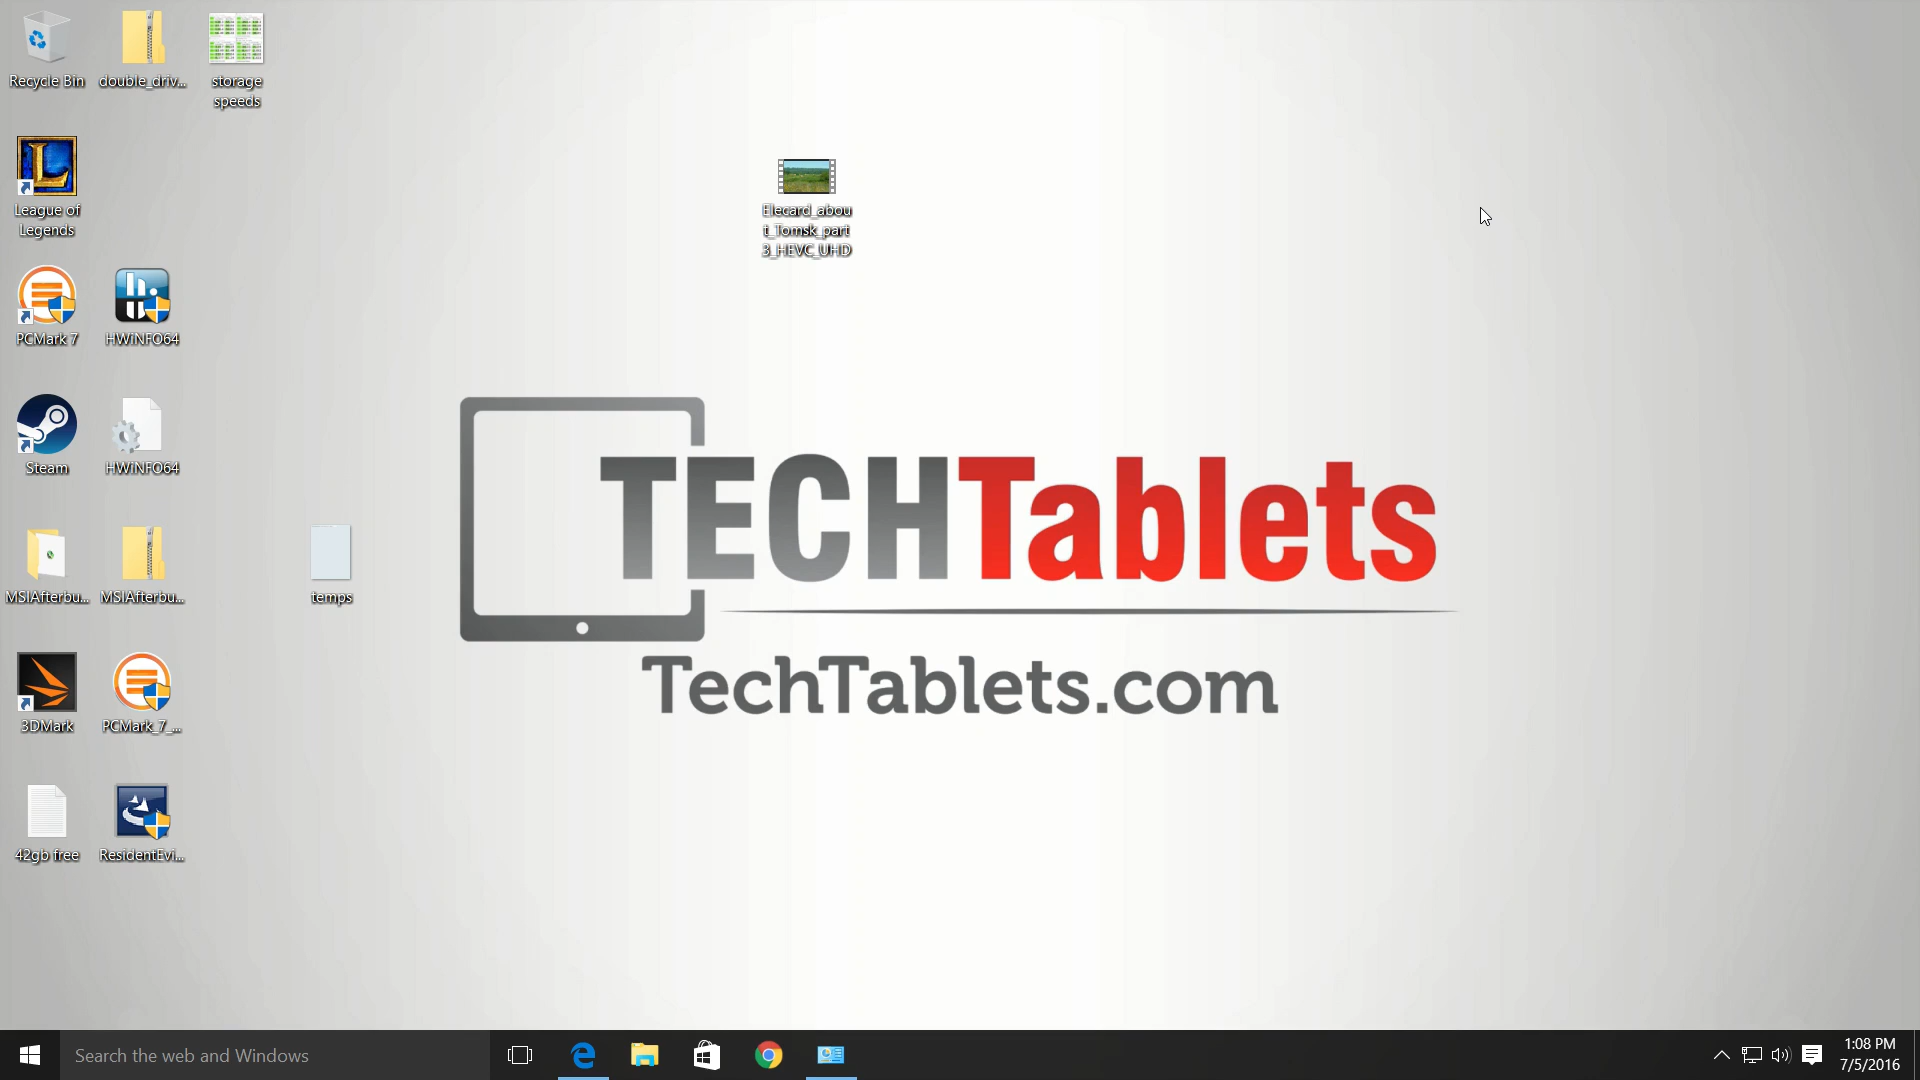 Recycle Bin
double_driv...
storage
speeds
League of
Legends
Elecard_abou
t_Tomsk_part
3_HEVC_UHD
PCMark 7
HWiNFO64
Steam
HWiNFO64
MSIAfterbu...
MSIAfterbu...
temps
3DMark
PCMark_7_...
42gb free
ResidentEvi...
TECHTablets
TechTablets.com
Search the web and Windows
1:08 PM
7/5/2016